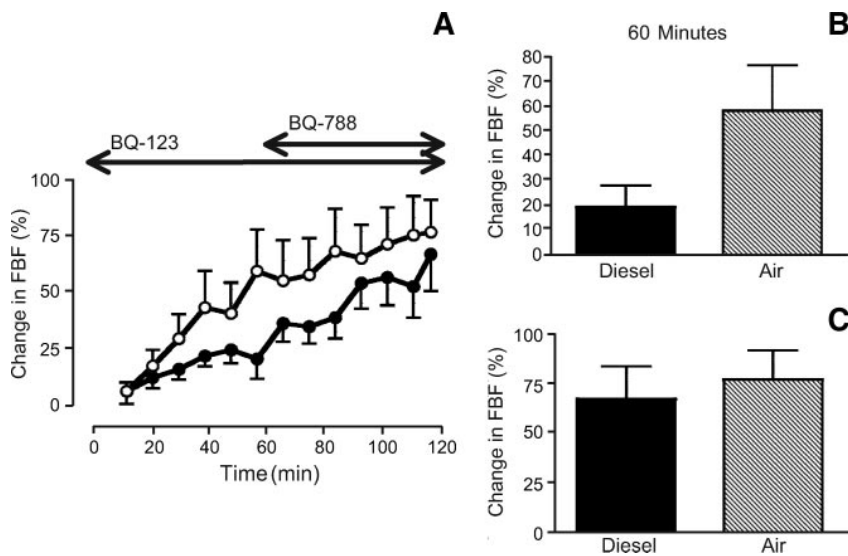 A
BQ-788
BQ-123
100
75
50
25
0
Change in FBF (%)
0 20 40 60 80 100 120
Time (min)
B
60 Minutes
80
70
60
50
40
30
20
10
0
Change in FBF (%)
Diesel Air
C
100
75
50
25
0
Change in FBF (%)
Diesel Air